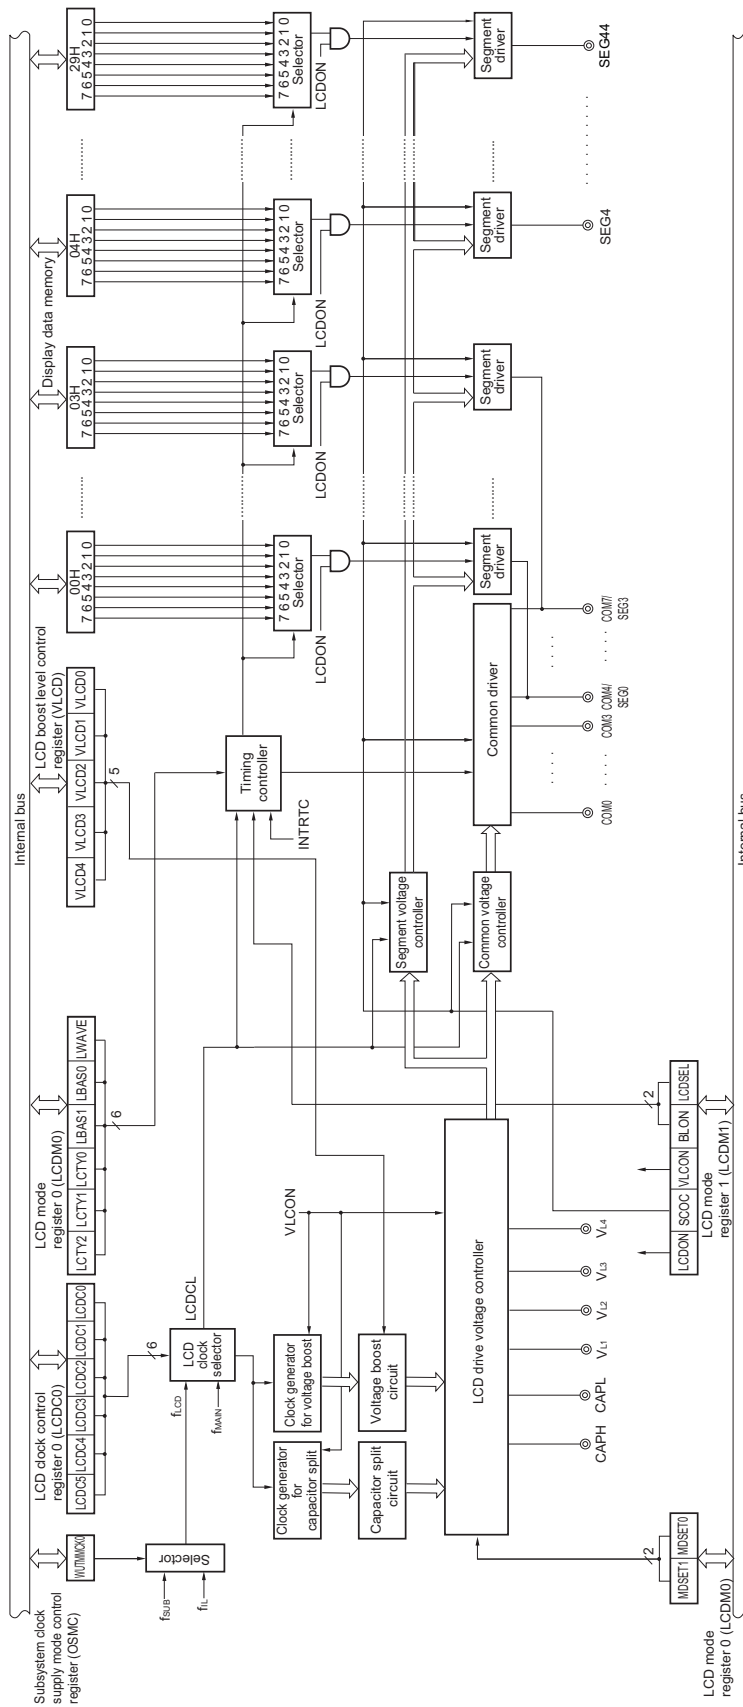 Internal bus
Subsystem clock
supply mode control
register (OSMC)
LCD clock control
register 0 (LCDC0)
LCD mode
register 0 (LCDM0)
LCD boost level control
register (VLCD)
Display data memory
WUTMMCK0
LCDC5 LCDC4 LCDC3 LCDC2 LCDC1 LCDC0
LCTY2 LCTY1 LCTY0 LBAS1 LBAS0 LWAVE
VLCD4 VLCD3 VLCD2 VLCD1 VLCD0
00H
7 6 5 4 3 2 1 0
........
03H
7 6 5 4 3 2 1 0
04H
7 6 5 4 3 2 1 0
........
29H
7 6 5 4 3 2 1 0
6
6
5
fSUB
fIL
Selector
fLCD
fMAIN
LCD
clock
selector
LCDCL
Timing
controller
INTRTC
7 6 5 4 3 2 1 0
Selector
LCDON
7 6 5 4 3 2 1 0
Selector
LCDON
7 6 5 4 3 2 1 0
Selector
LCDON
7 6 5 4 3 2 1 0
Selector
LCDON
VLCON
Clock generator
for
capacitor split
Clock generator
for voltage boost
Capacitor split
circuit
Voltage boost
circuit
Segment voltage
controller
Common voltage
controller
LCD drive voltage controller
Common driver
Segment
driver
Segment
driver
Segment
driver
Segment
driver
CAPH
CAPL
VL1
VL2
VL3
VL4
COM0
COM3
COM4/
SEG0
COM7/
SEG3
SEG4
SEG44
2
2
MDSET1 MDSET0
LCD mode
register 0 (LCDM0)
LCDON SCOC VLCON BLON LCDSEL
LCD mode
register 1 (LCDM1)
Internal bus